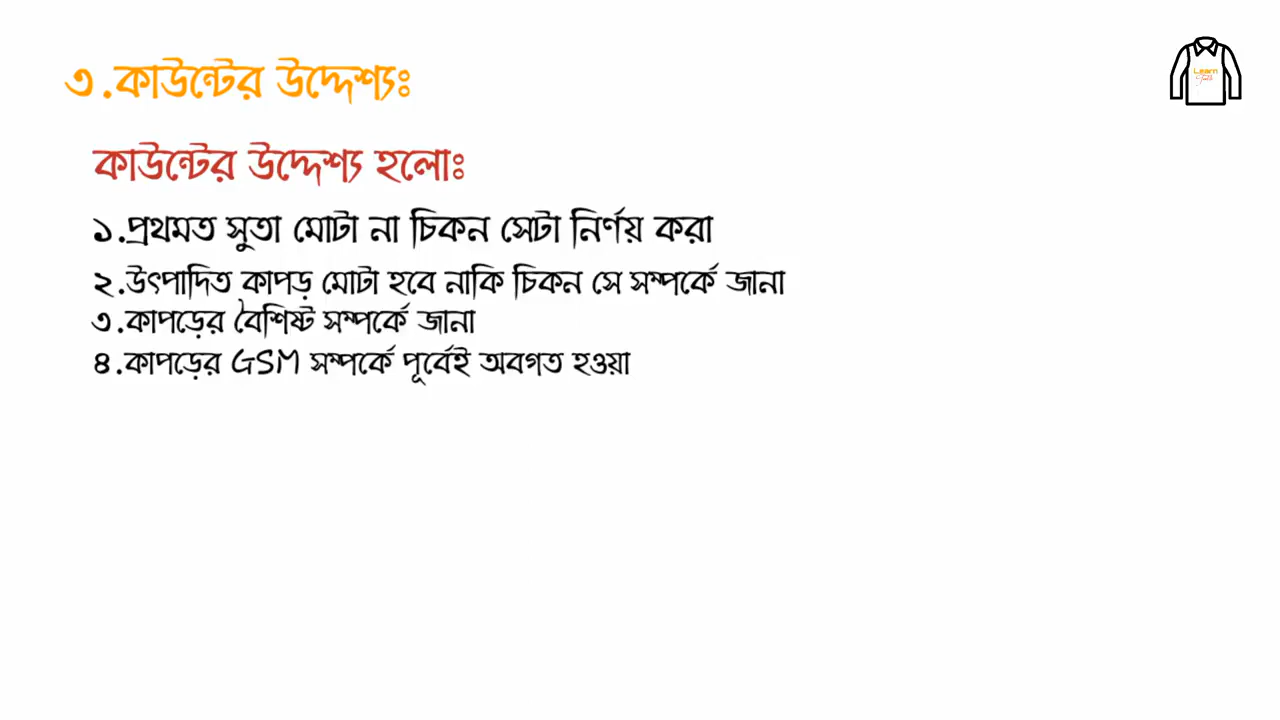 ৩.কাউন্টের উদ্দেশ্যঃ
Learn
কাউন্টের উদ্দেশ্য হলোঃ
১.প্রথমত সুতা মোটা না চিকন সেটা নির্ণয় করা
২.উৎপাদিত কাপড় মোটা হবে নাকি চিকন সে সম্পর্কে জানা
৩.কাপড়ের বৈশিষ্ট সম্পর্কে জানা
৪.কাপড়ের GSM সম্পর্কে পূর্বেই অবগত হওয়া